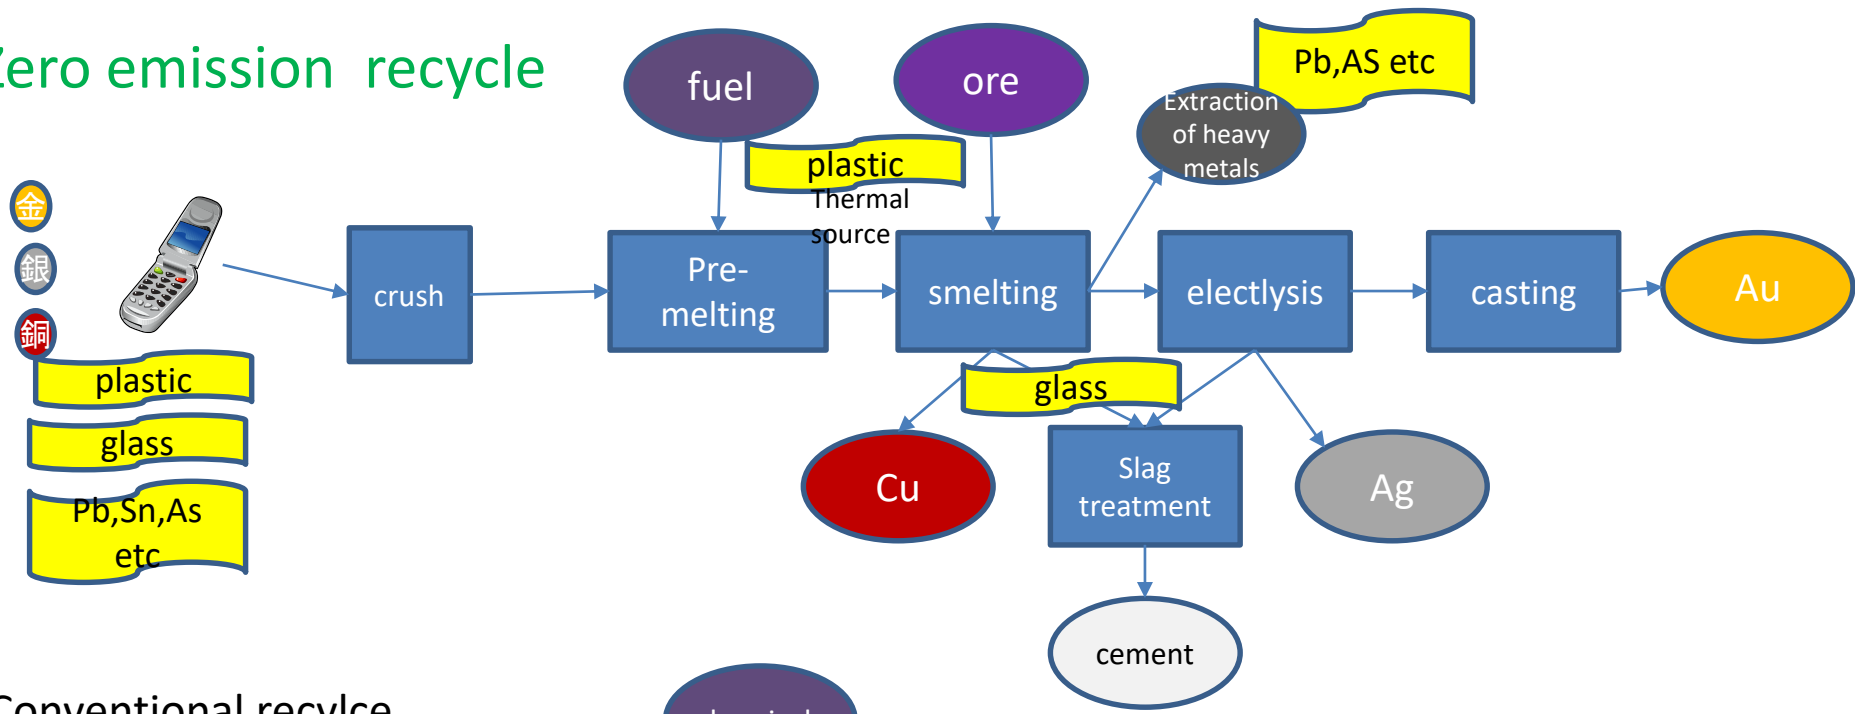 Zero emission recycle
fuel
ore
Pb,AS etc
Extraction
of heavy
metals
plastic
Thermal
source
金
銀
銅
crush
Pre-
melting
smelting
electlysis
casting
Au
plastic
glass
Pb,Sn,As
etc
glass
Cu
Slag
treatment
Ag
cement
Conventional recylce